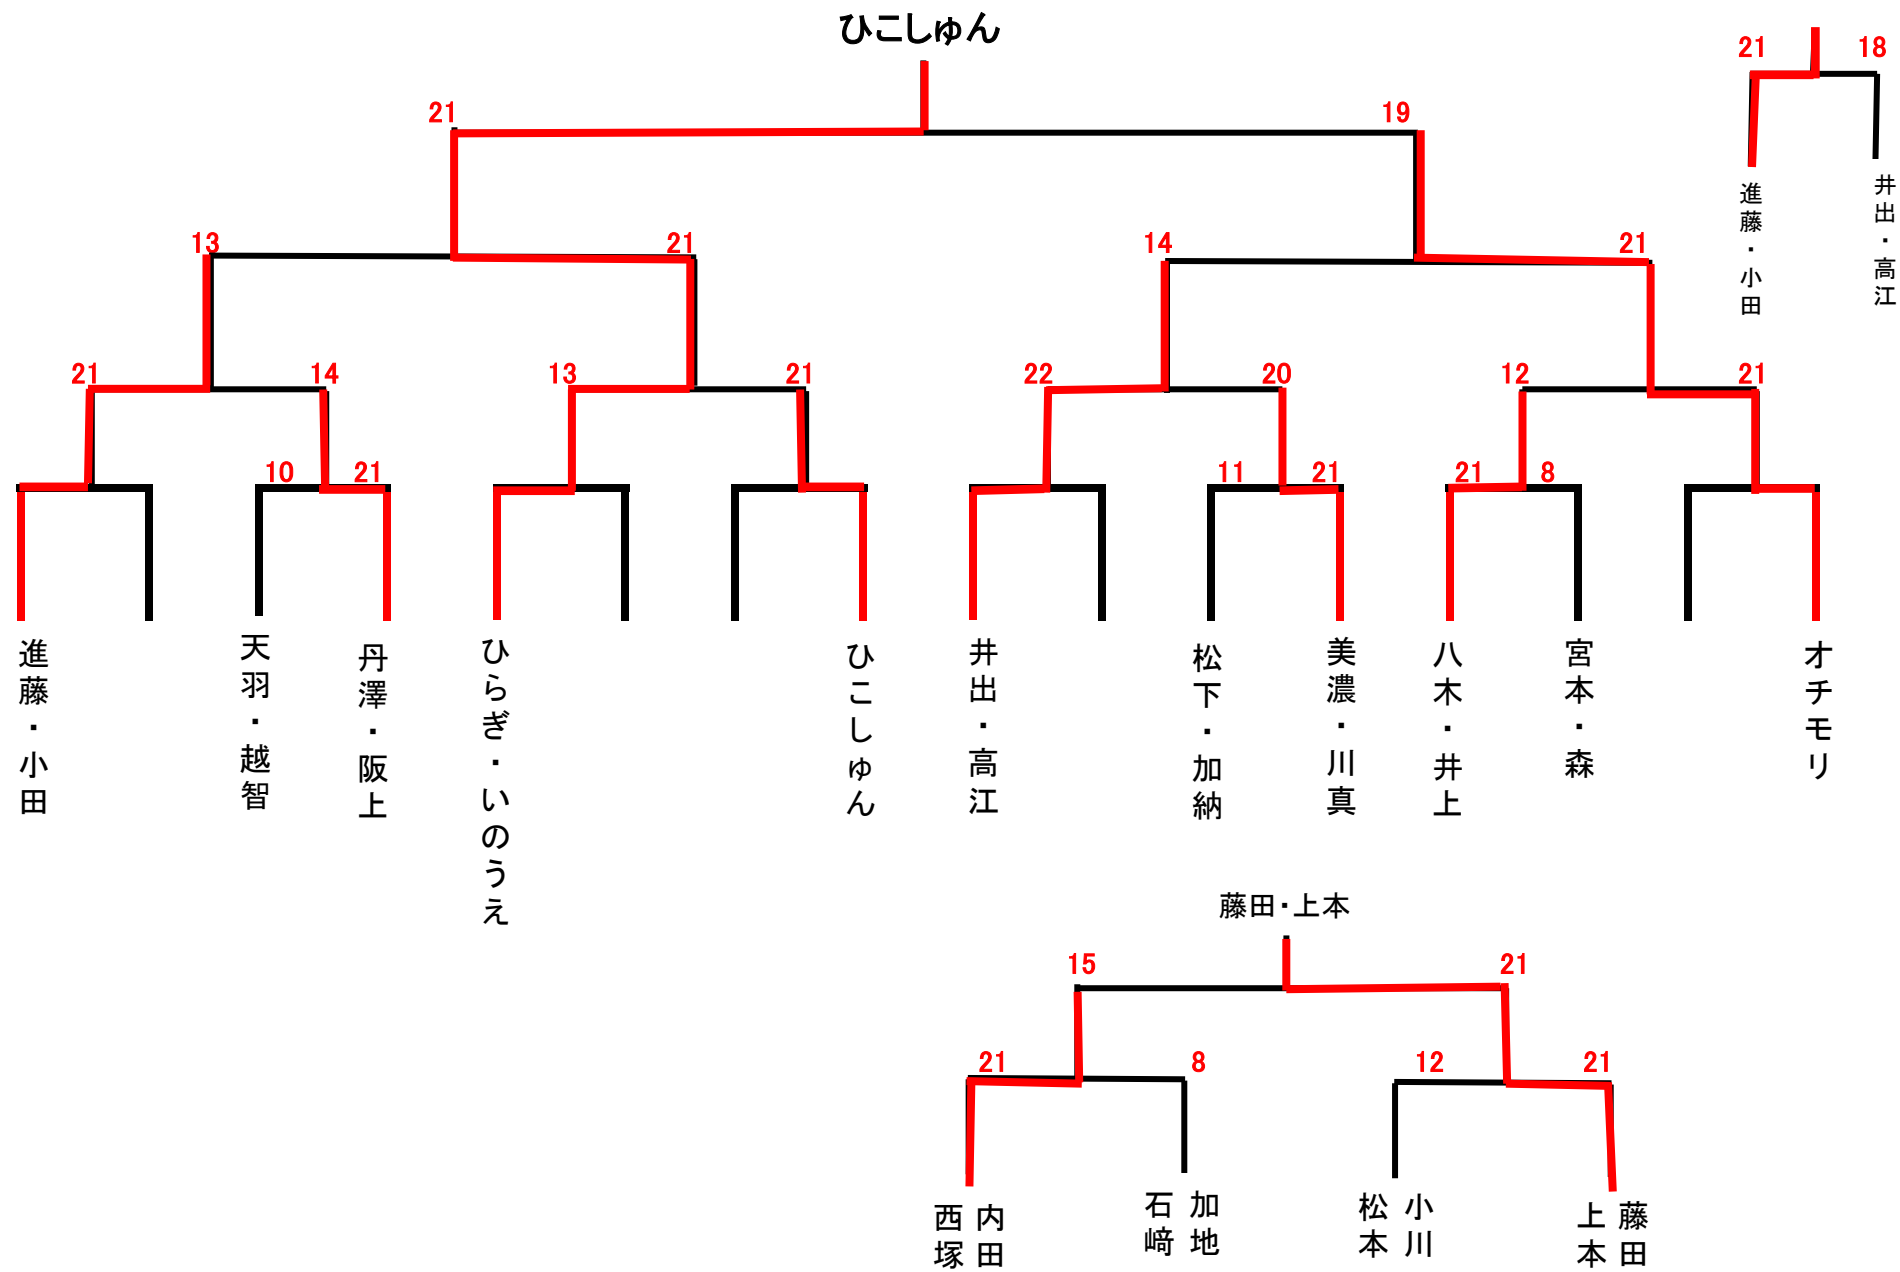 ひこしゅん
21 18
21 19
進藤・小田
井出・高江
13 21 14 21
21 14 13 21 22 20 12 21
10 21 11 21 21 8
進藤・小田
天羽・越智
丹澤・阪上
ひらぎ・いのうえ
ひこしゅん
井出・高江
松下・加納
美濃・川真
八木・井上
宮本・森
オチモリ
藤田・上本
15 21
21 8 12 21
内田
西塚
加地
石﨑
小川
松本
藤田
上本